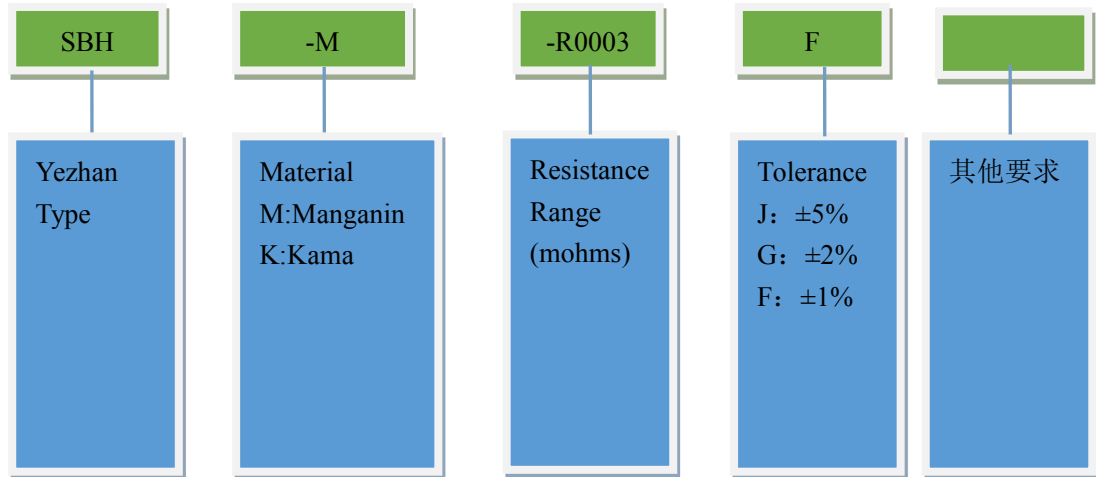 SBH
-M
-R0003
F
Yezhan
Type
Material
M:Manganin
K:Kama
Resistance
Range
(mohms)
Tolerance
J：±5%
G：±2%
F：±1%
其他要求